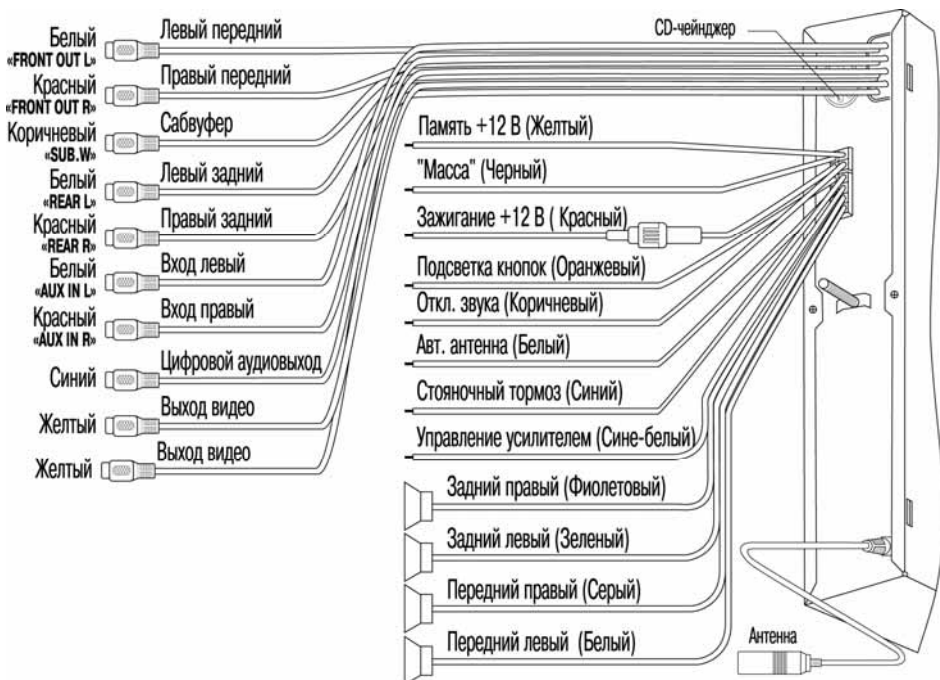 Белый
«FRONT OUT L»
Левый передний
Красный
«FRONT OUT R»
Правый передний
Коричневый
«SUB.W»
Сабвуфер
Белый
«REAR L»
Левый задний
Красный
«REAR R»
Правый задний
Белый
«AUX IN L»
Вход левый
Красный
«AUX IN R»
Вход правый
Синий
Цифровой аудиовыход
Желтый
Выход видео
Желтый
Выход видео
CD-чейнджер
Память +12 В (Желтый)
"Масса" (Черный)
Зажигание +12 В ( Красный)
Подсветка кнопок (Оранжевый)
Откл. звука (Коричневый)
Авт. антенна (Белый)
Стояночный тормоз (Синий)
Управление усилителем (Сине-белый)
Задний правый (Фиолетовый)
Задний левый (Зеленый)
Передний правый (Серый)
Передний левый (Белый)
Антенна